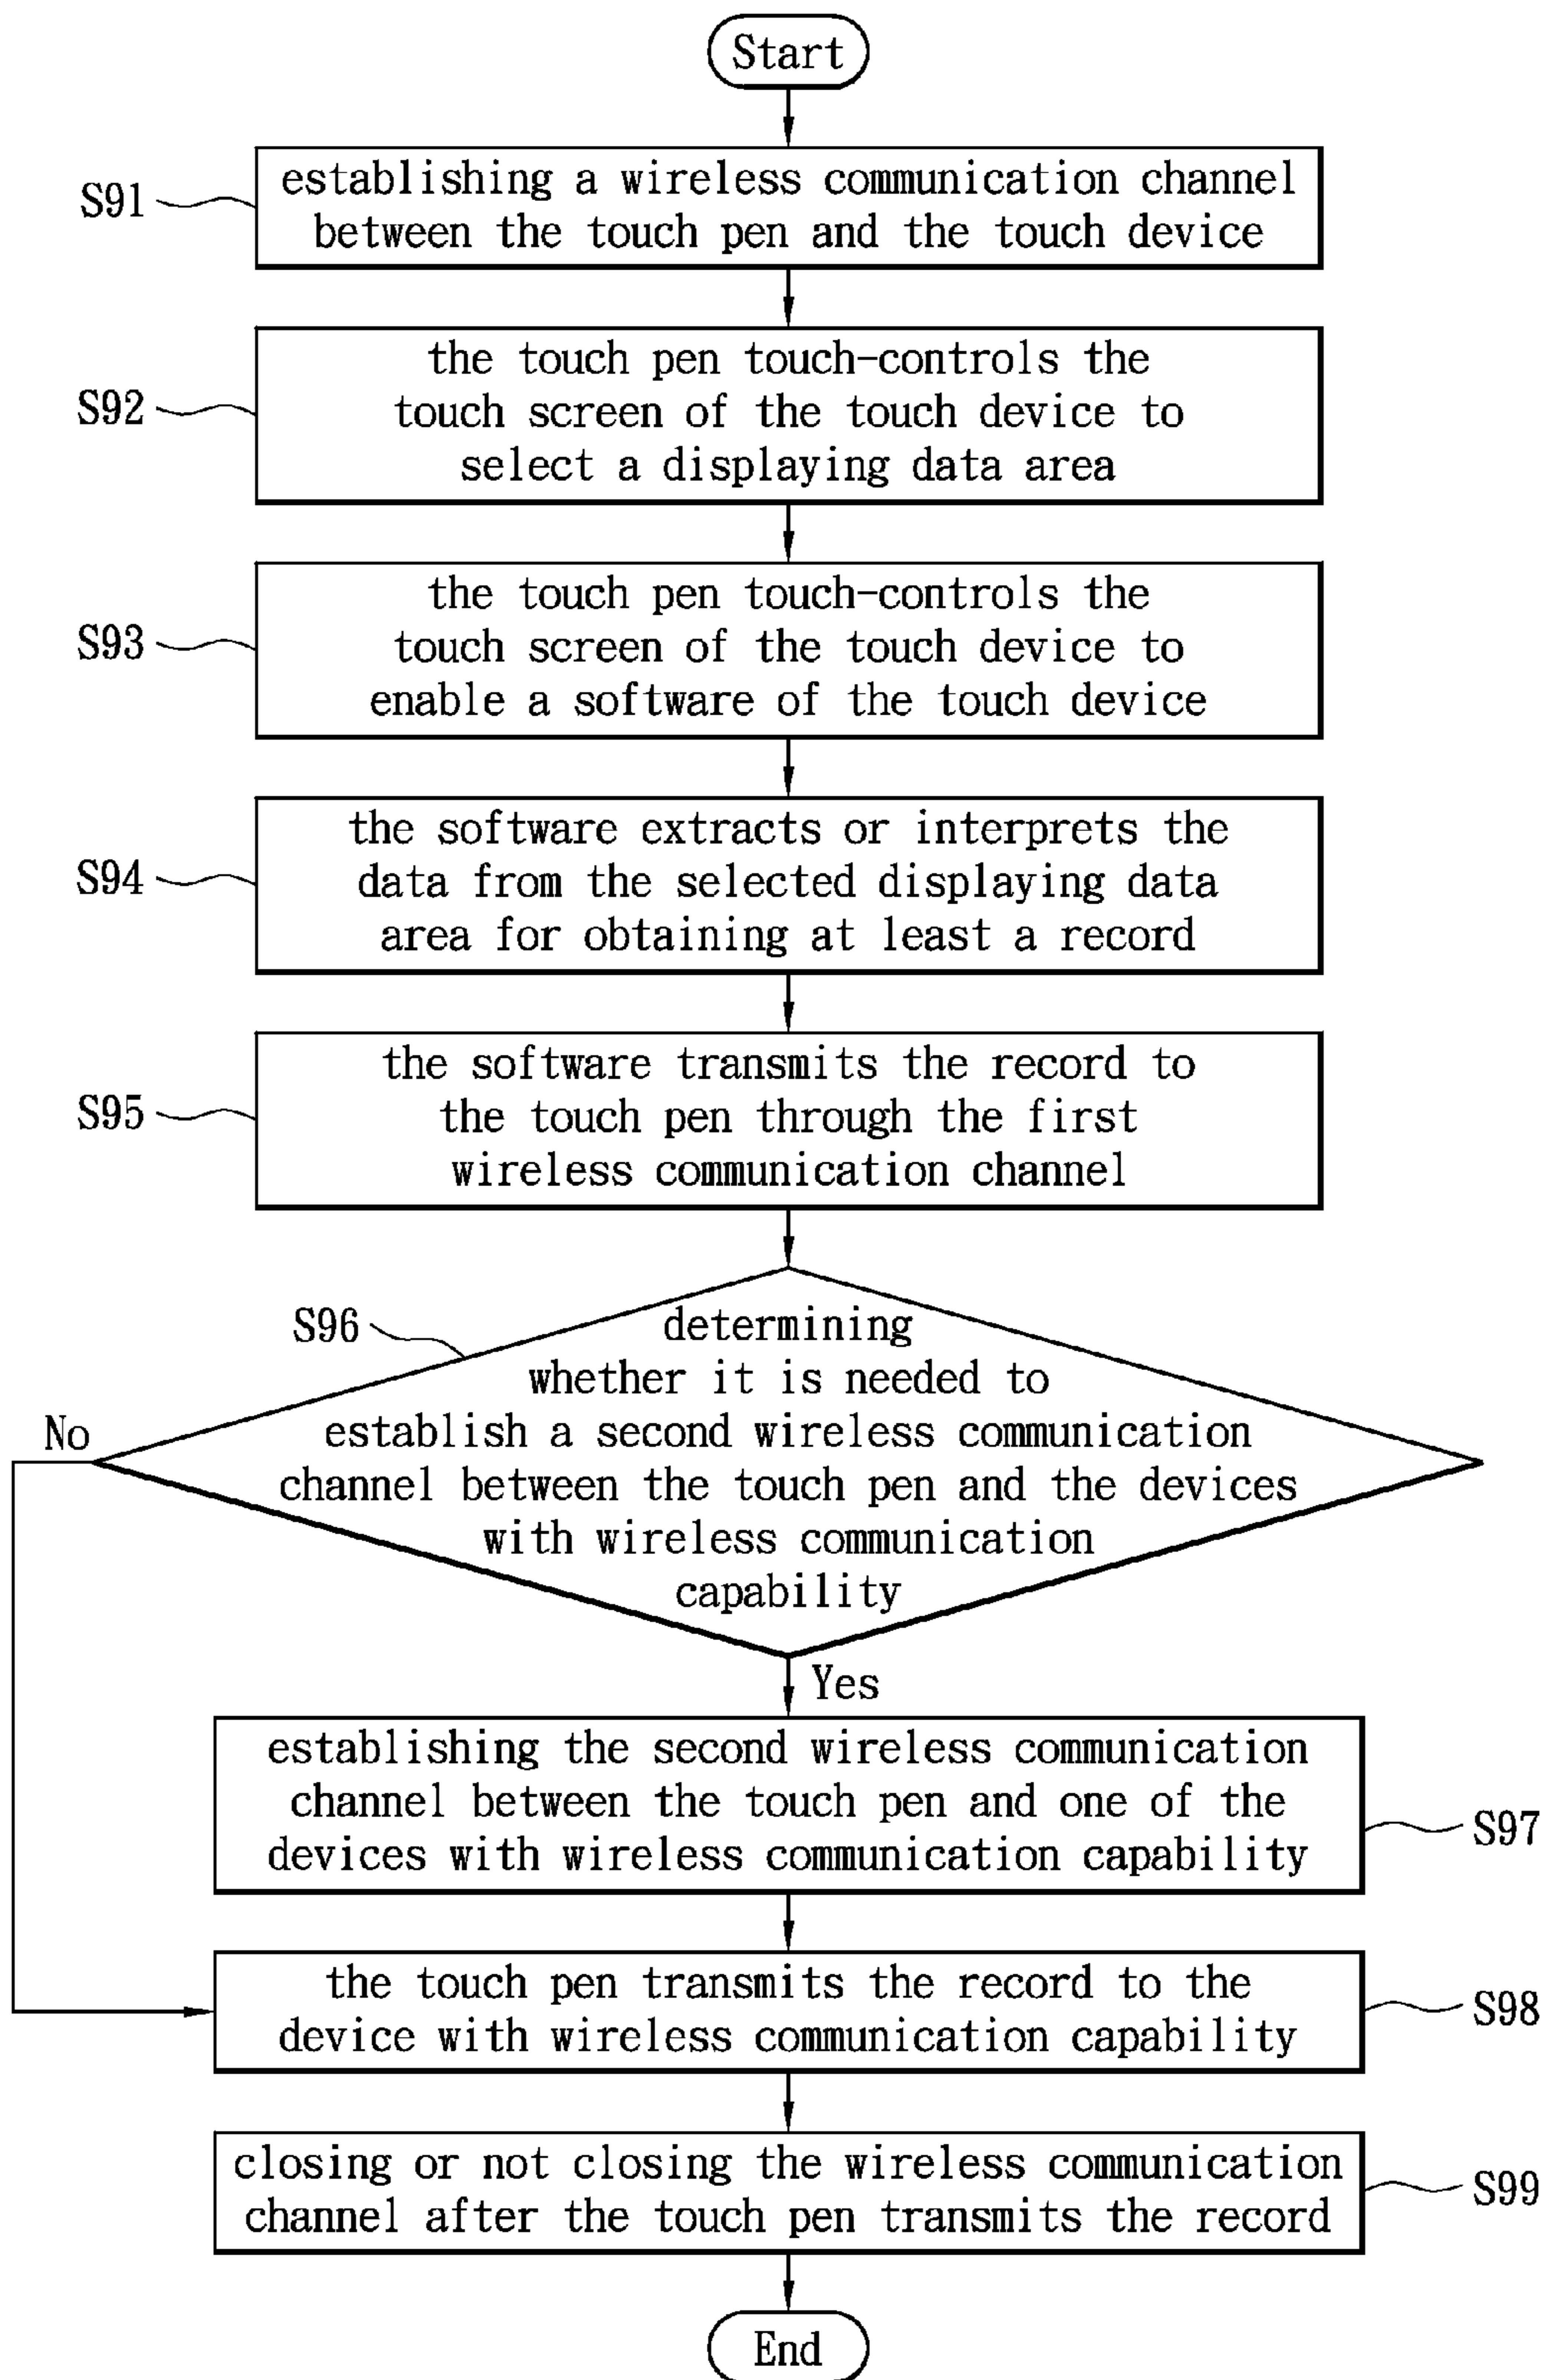 Start
S91
establishing a wireless communication channel
between the touch pen and the touch device
S92
the touch pen touch-controls the
touch screen of the touch device to
select a displaying data area
S93
the touch pen touch-controls the
touch screen of the touch device to
enable a software of the touch device
S94
the software extracts or interprets the
data from the selected displaying data
area for obtaining at least a record
S95
the software transmits the record to
the touch pen through the first
wireless communication channel
S96
determining
whether it is needed to
establish a second wireless communication
channel between the touch pen and the devices
with wireless communication
capability
No
Yes
establishing the second wireless communication
channel between the touch pen and one of the
devices with wireless communication capability
S97
the touch pen transmits the record to the
device with wireless communication capability
S98
closing or not closing the wireless communication
channel after the touch pen transmits the record
S99
End